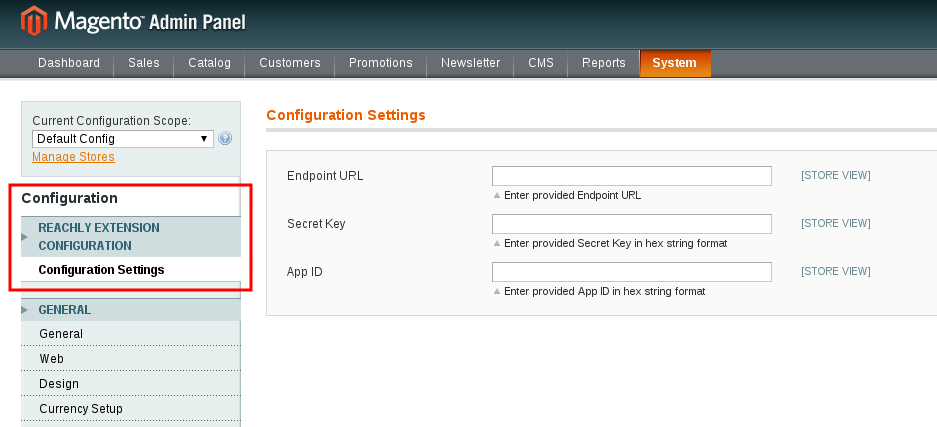 Magento Admin Panel
Dashboard Sales Catalog Customers Promotions Newsletter CMS Reports System
Current Configuration Scope:
Default Config
Manage Stores
Configuration
REACHLY EXTENSION
CONFIGURATION
Configuration Settings
GENERAL
General
Web
Design
Currency Setup
Configuration Settings
Endpoint URL [STORE VIEW]
Enter provided Endpoint URL
Secret Key [STORE VIEW]
Enter provided Secret Key in hex string format
App ID [STORE VIEW]
Enter provided App ID in hex string format